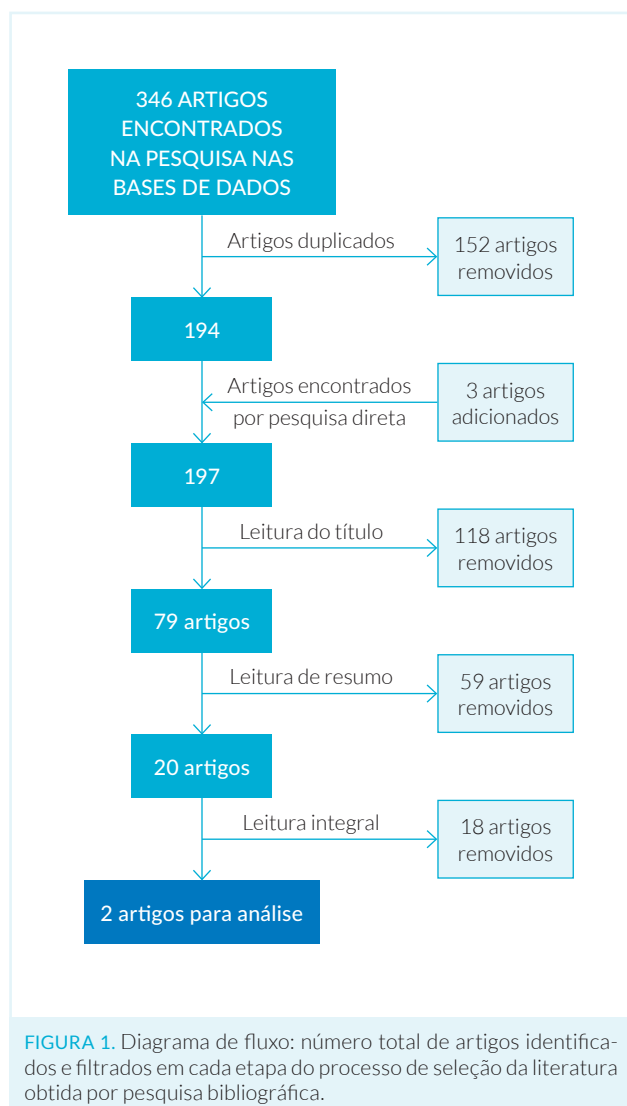 346 ARTIGOS
ENCONTRADOS
NA PESQUISA NAS
BASES DE DADOS
Artigos duplicados
152 artigos
removidos
194
Artigos encontrados
por pesquisa direta
3 artigos
adicionados
197
Leitura do título
118 artigos
removidos
79 artigos
Leitura de resumo
59 artigos
removidos
20 artigos
Leitura integral
18 artigos
removidos
2 artigos para análise
FIGURA 1. Diagrama de fluxo: número total de artigos identifica-
dos e filtrados em cada etapa do processo de seleção da literatura
obtida por pesquisa bibliográfica.